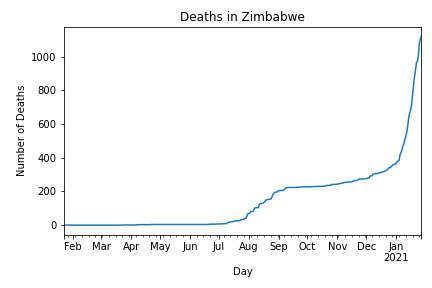 Deaths in Zimbabwe
Number of Deaths
1000
800
600
400
200
0
Feb Mar Apr May Jun Jul Aug Sep Oct Nov Dec Jan
2021
Day